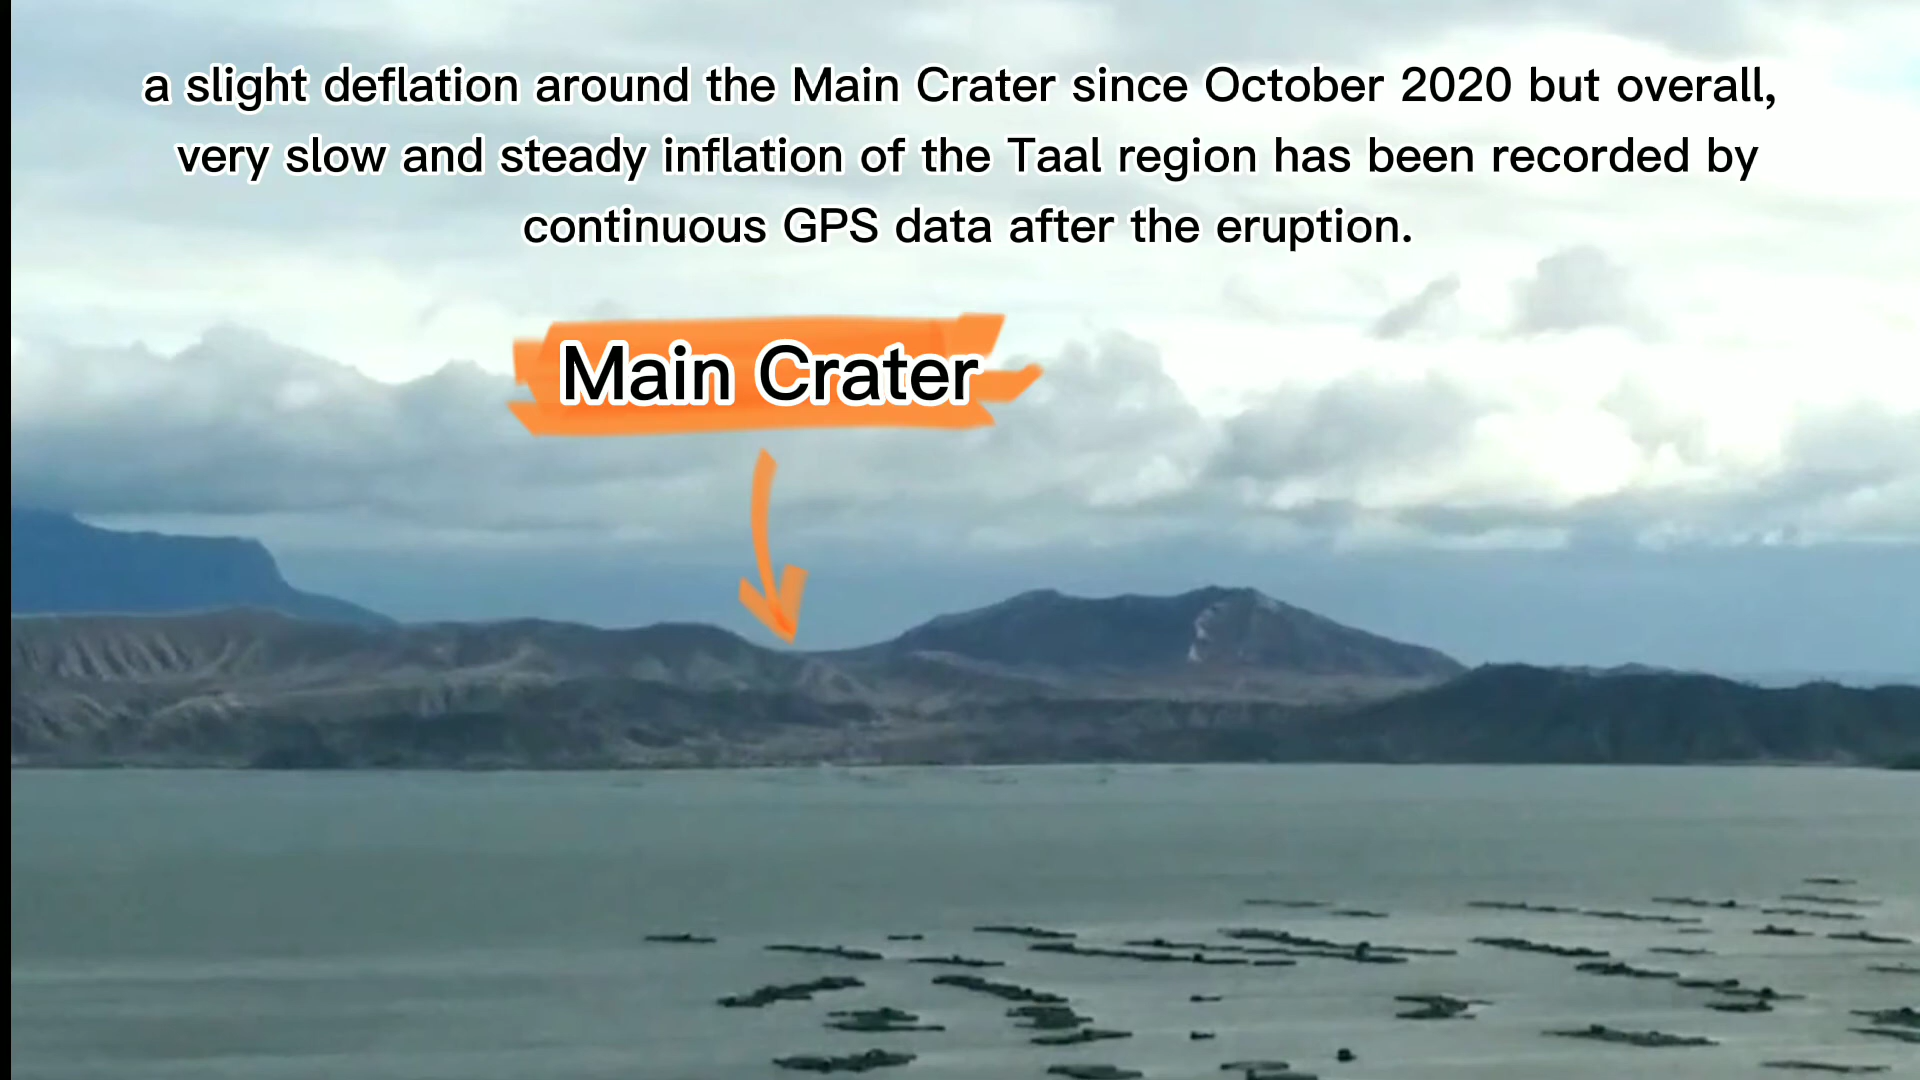 a slight deflation around the Main Crater since October 2020 but overall,
very slow and steady inflation of the Taal region has been recorded by
continuous GPS data after the eruption.
Main Crater